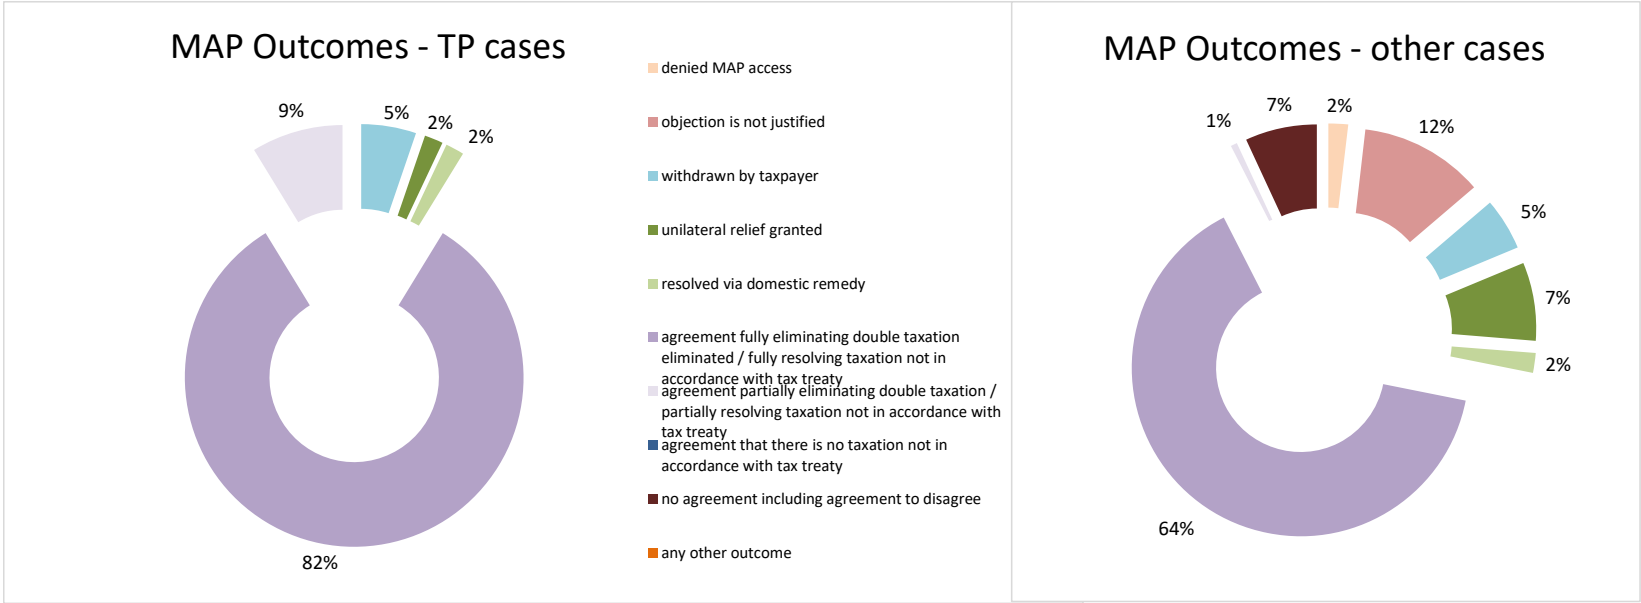 MAP Outcomes - TP cases
9%
5%
2%
2%
82%
denied MAP access
objection is not justified
withdrawn by taxpayer
unilateral relief granted
resolved via domestic remedy
agreement fully eliminating double taxation
eliminated / fully resolving taxation not in
accordance with tax treaty
agreement partially eliminating double taxation /
partially resolving taxation not in accordance with
tax treaty
agreement that there is no taxation not in
accordance with tax treaty
no agreement including agreement to disagree
any other outcome
MAP Outcomes - other cases
1%
7%
2%
12%
5%
7%
2%
64%